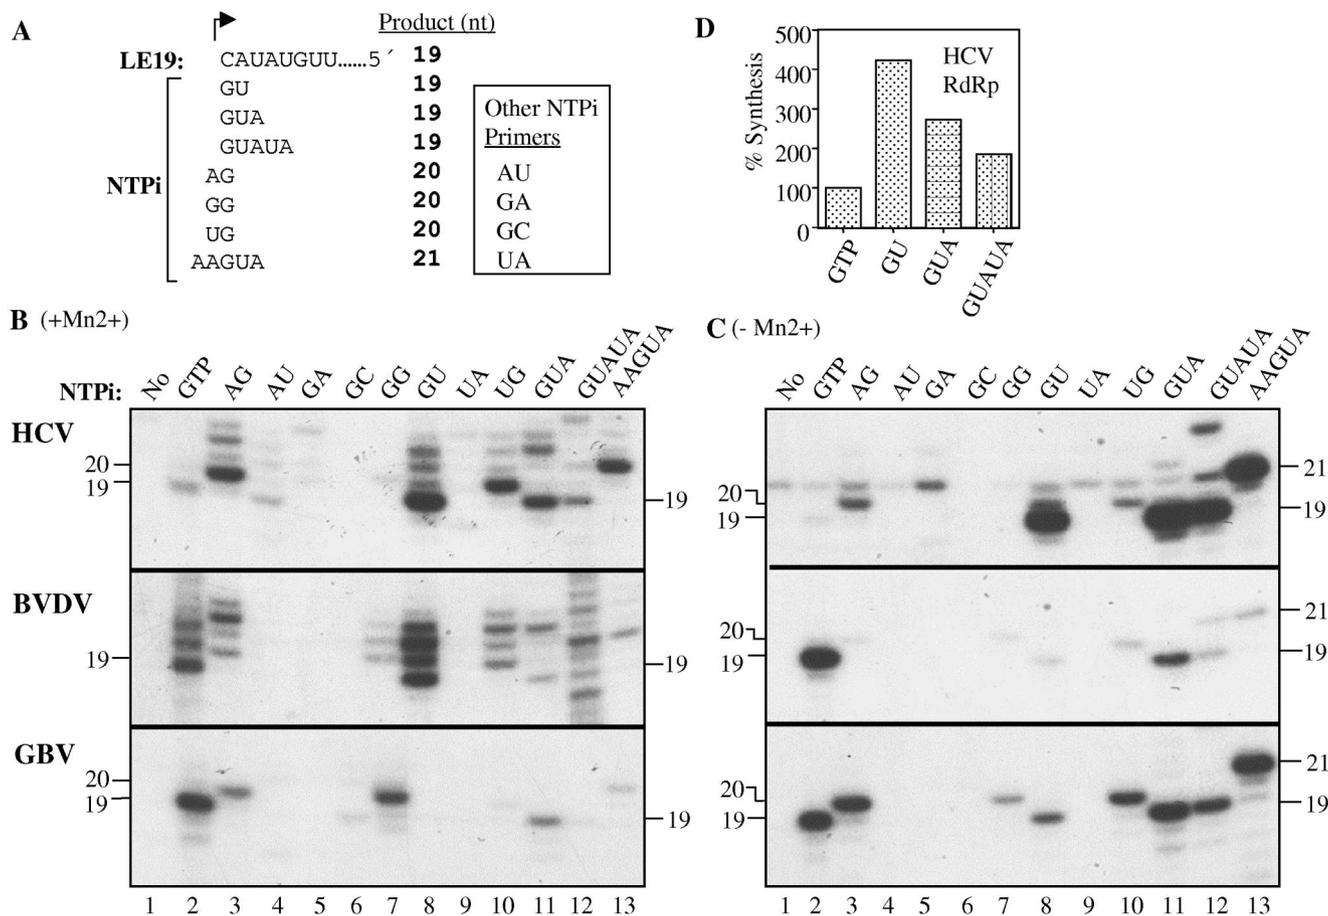 A
Product (nt)
LE19: CAUAUGUU......5´ 19
NTPi
GU 19
GUA 19
GUAUA 19
AG 20
GG 20
UG 20
AAGUA 21
Other NTPi
Primers
AU
GA
GC
UA
D
% Synthesis
500
400
300
200
100
0
HCV
RdRp
GTP GU GUA GUAUA
B (+Mn2+)
NTPi: No GTP AG AU GA GC GG GU UA UG GUA GUAUA AAGUA
HCV
20
19
19
BVDV
19
19
GBV
20
19
19
1 2 3 4 5 6 7 8 9 10 11 12 13
C (- Mn2+)
No GTP AG AU GA GC GG GU UA UG GUA GUAUA AAGUA
20
19
21
19
20
19
21
19
20
19
21
19
1 2 3 4 5 6 7 8 9 10 11 12 13